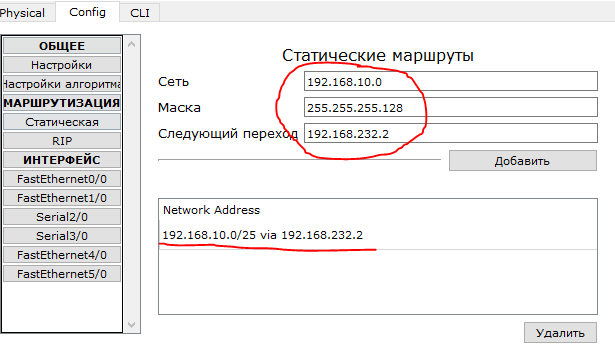 Physical Config CLI
ОБЩЕЕ
Настройки
Настройки алгоритма
МАРШРУТИЗАЦИЯ
Статическая
RIP
ИНТЕРФЕЙС
FastEthernet0/0
FastEthernet1/0
Serial2/0
Serial3/0
FastEthernet4/0
FastEthernet5/0
Статические маршруты
Сеть 192.168.10.0
Маска 255.255.255.128
Следующий переход 192.168.232.2
Добавить
Network Address
192.168.10.0/25 via 192.168.232.2
Удалить